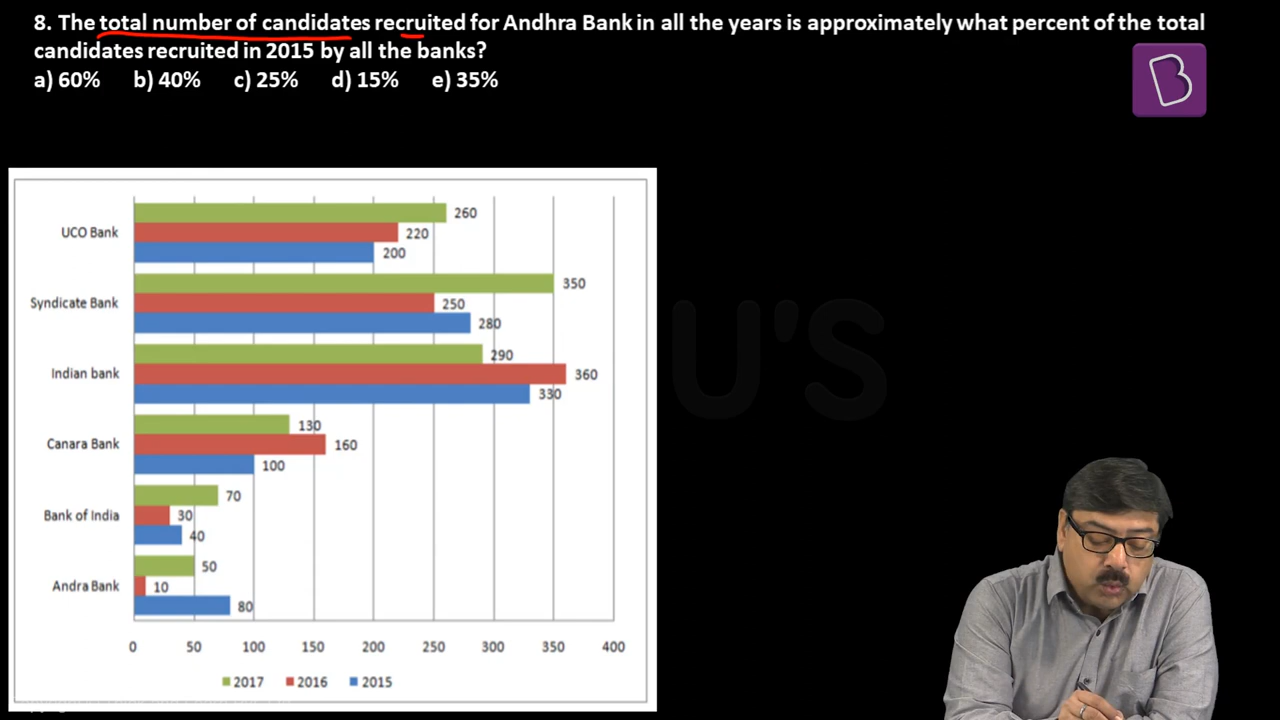 8. The total number of candidates recruited for Andhra Bank in all the years is approximately what percent of the total
candidates recruited in 2015 by all the banks?
a) 60% b) 40% c) 25% d) 15% e) 35%
B
U'S
UCO Bank 260 220 200
Syndicate Bank 350 250 280
Indian bank 290 360 330
Canara Bank 130 160 100
Bank of India 70 30 40
Andra Bank 50 10 80
0 50 100 150 200 250 300 350 400
2017 2016 2015